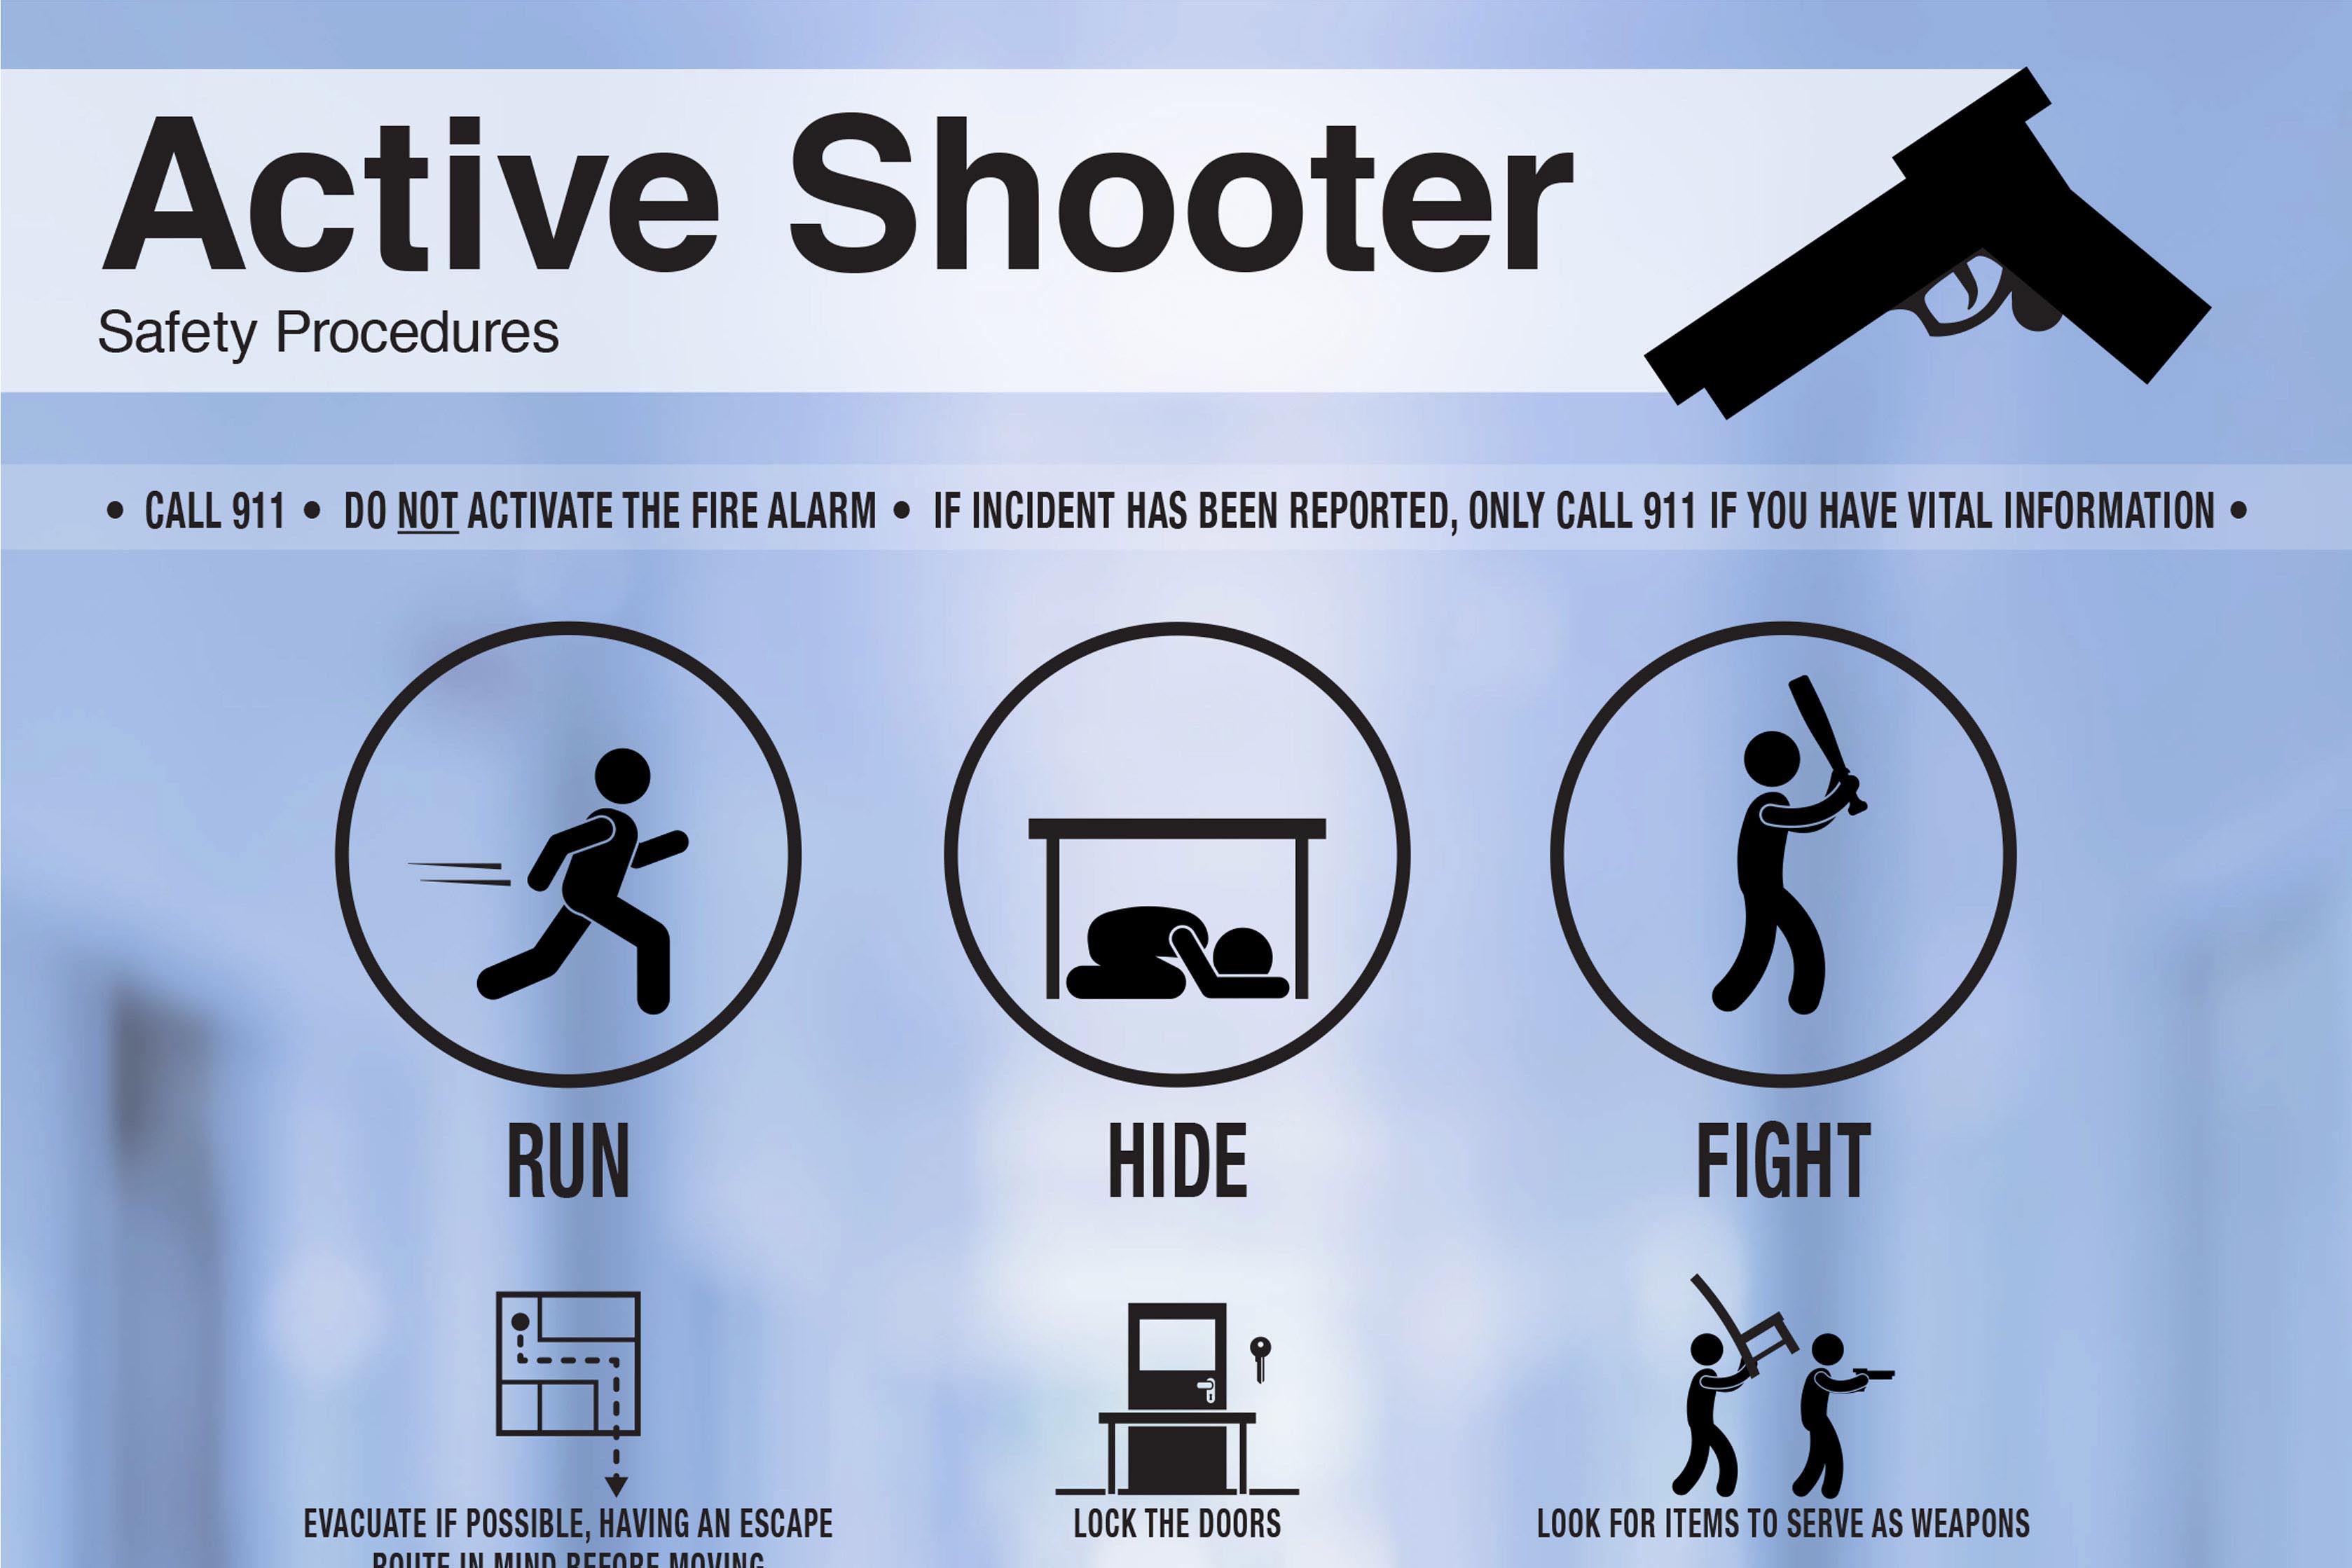 Active Shooter
Safety Procedures
• CALL 911 • DO NOT ACTIVATE THE FIRE ALARM • IF INCIDENT HAS BEEN REPORTED, ONLY CALL 911 IF YOU HAVE VITAL INFORMATION •
RUN
HIDE
FIGHT
EVACUATE IF POSSIBLE, HAVING AN ESCAPE
ROUTE IN MIND BEFORE MOVING
LOCK THE DOORS
LOOK FOR ITEMS TO SERVE AS WEAPONS